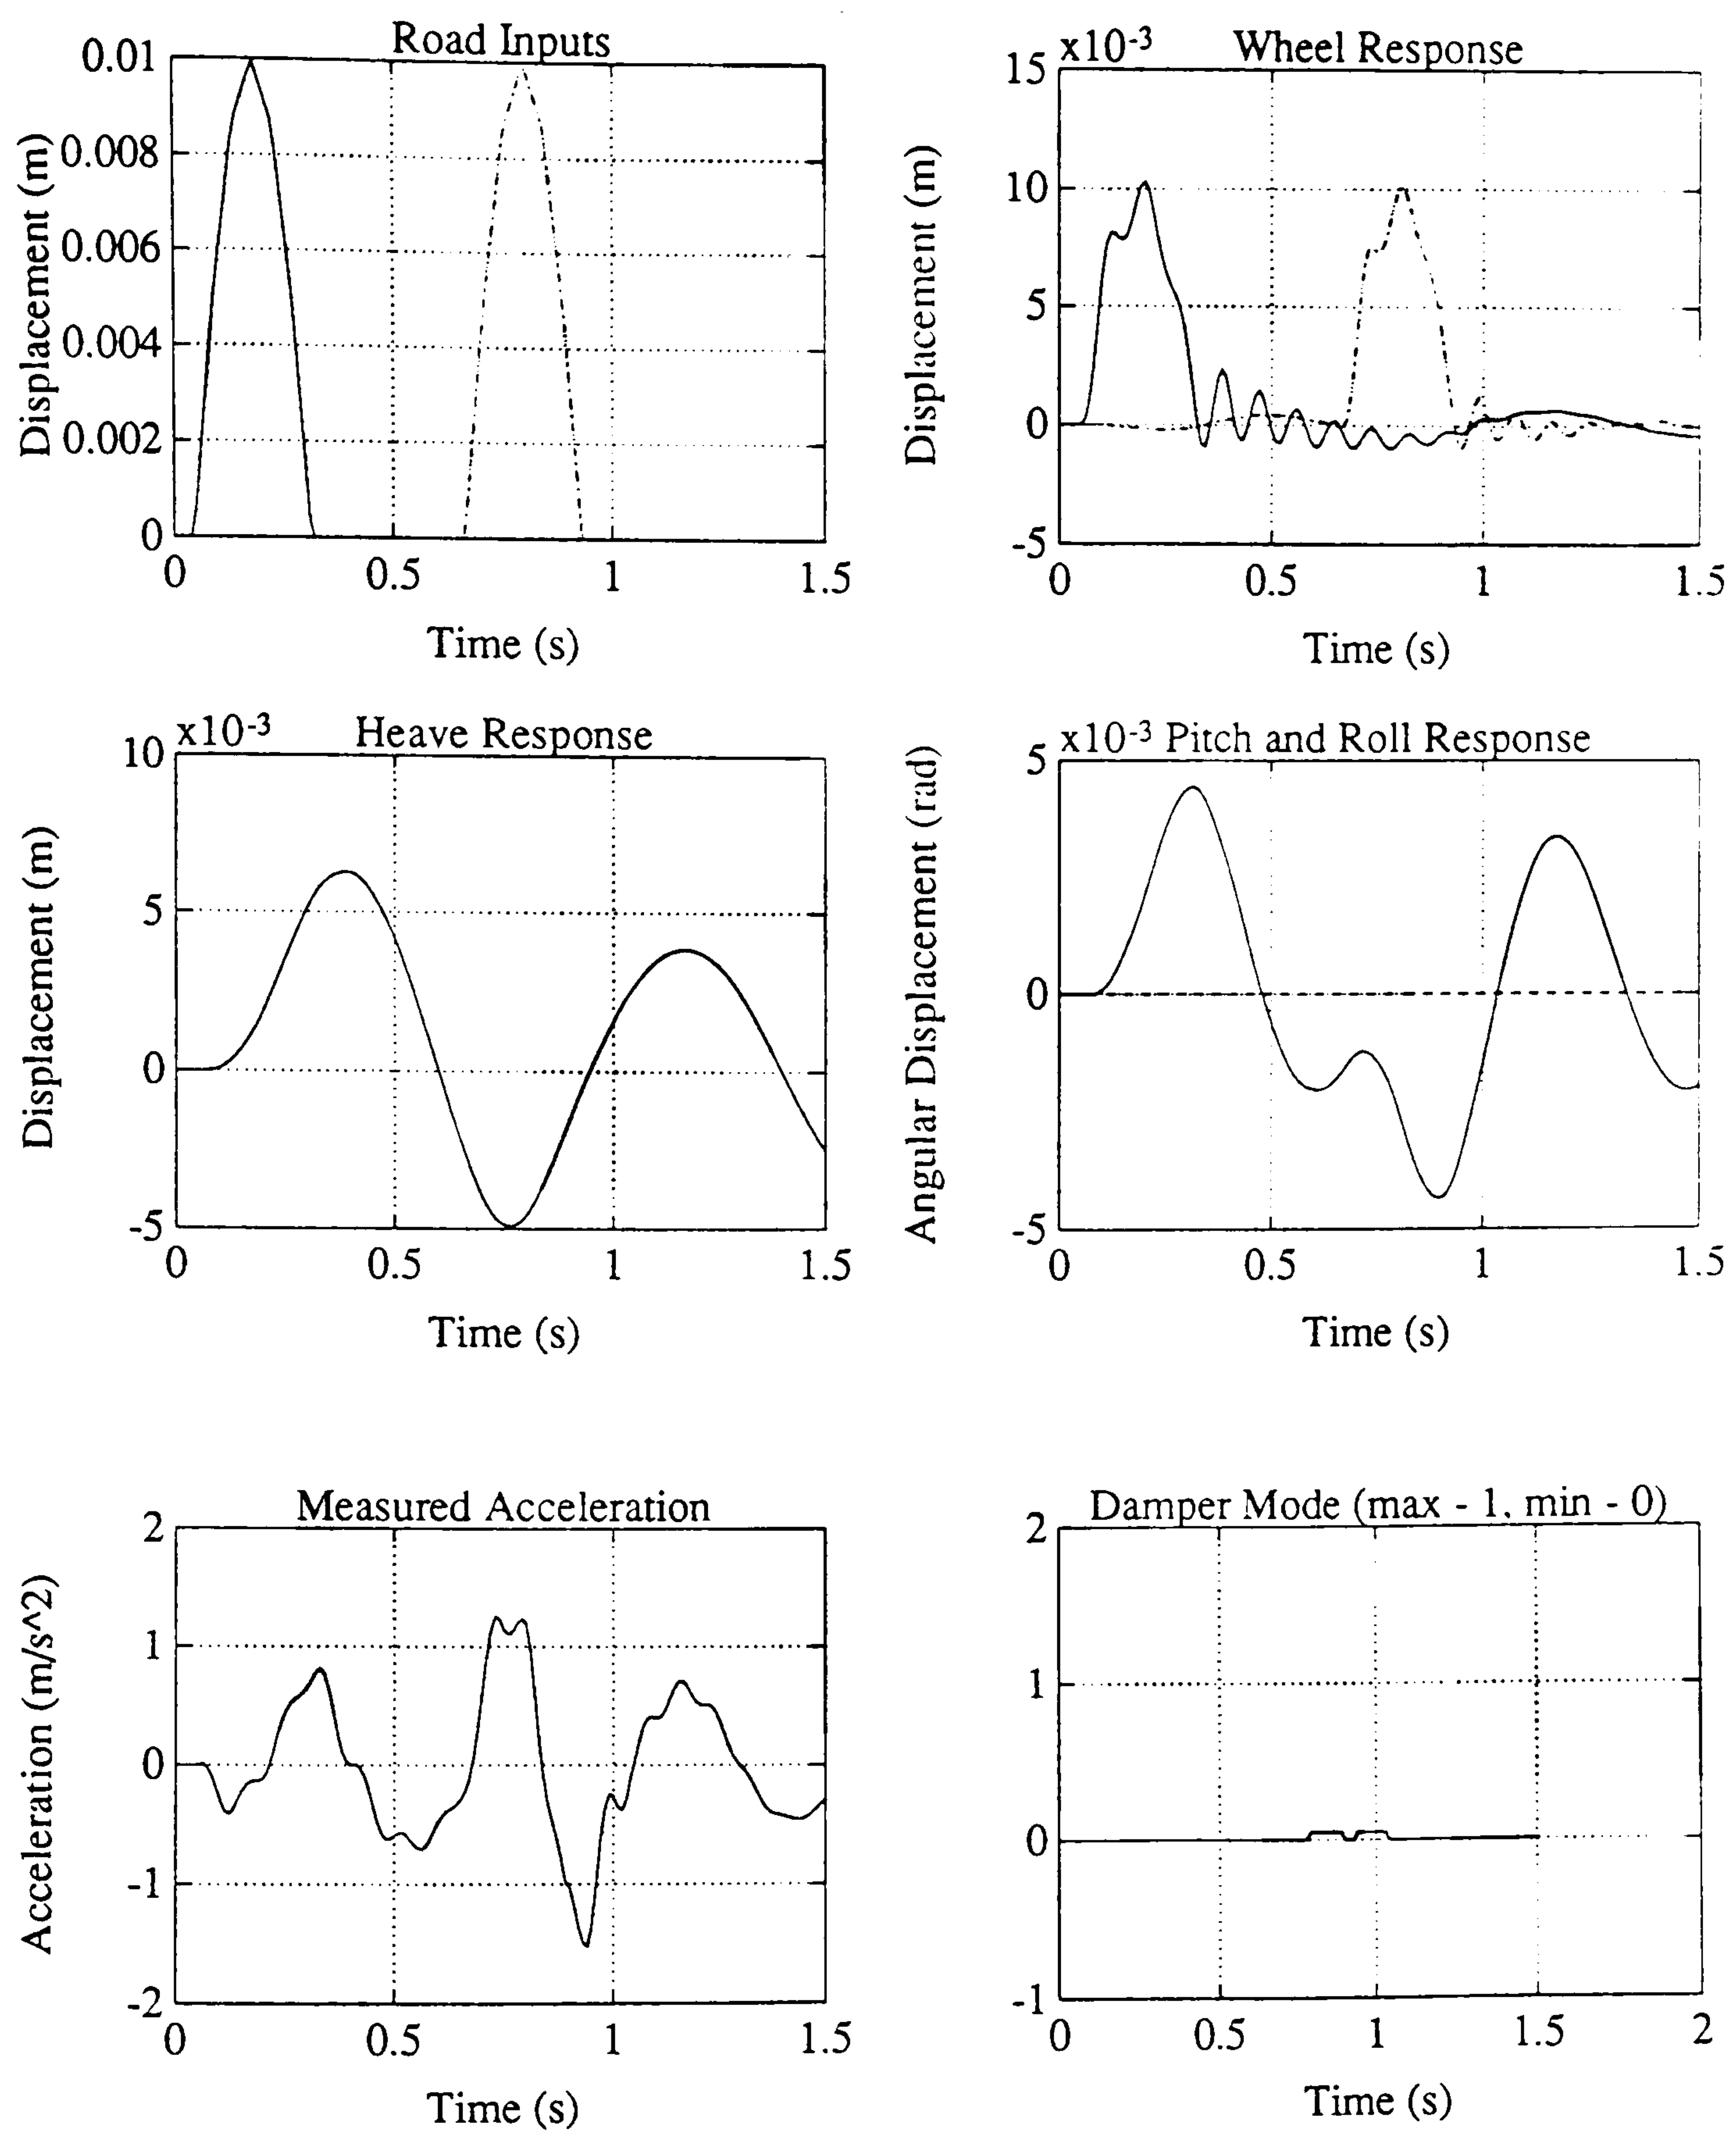 Road Inputs
Displacement (m)
0.01
0.008
0.006
0.004
0.002
0
0 0.5 1 1.5
Time (s)
x10-3 Wheel Response
Displacement (m)
15
10
5
0
-5
0 0.5 1 1.5
Time (s)
x10-3 Heave Response
Displacement (m)
10
5
0
-5
0 0.5 1 1.5
Time (s)
x10-3 Pitch and Roll Response
Angular Displacement (rad)
5
0
-5
0 0.5 1 1.5
Time (s)
Measured Acceleration
Acceleration (m/s^2)
2
1
0
-1
-2
0 0.5 1 1.5
Time (s)
Damper Mode (max - 1, min - 0)
2
1
0
-1
0 0.5 1 1.5 2
Time (s)